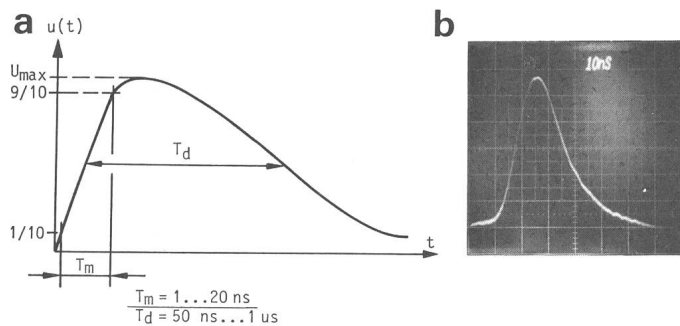 a
u(t)
Umax
9/10
Td
1/10
t
Tm
Tm = 1...20 ns
Td = 50 ns...1 us
b
10nS